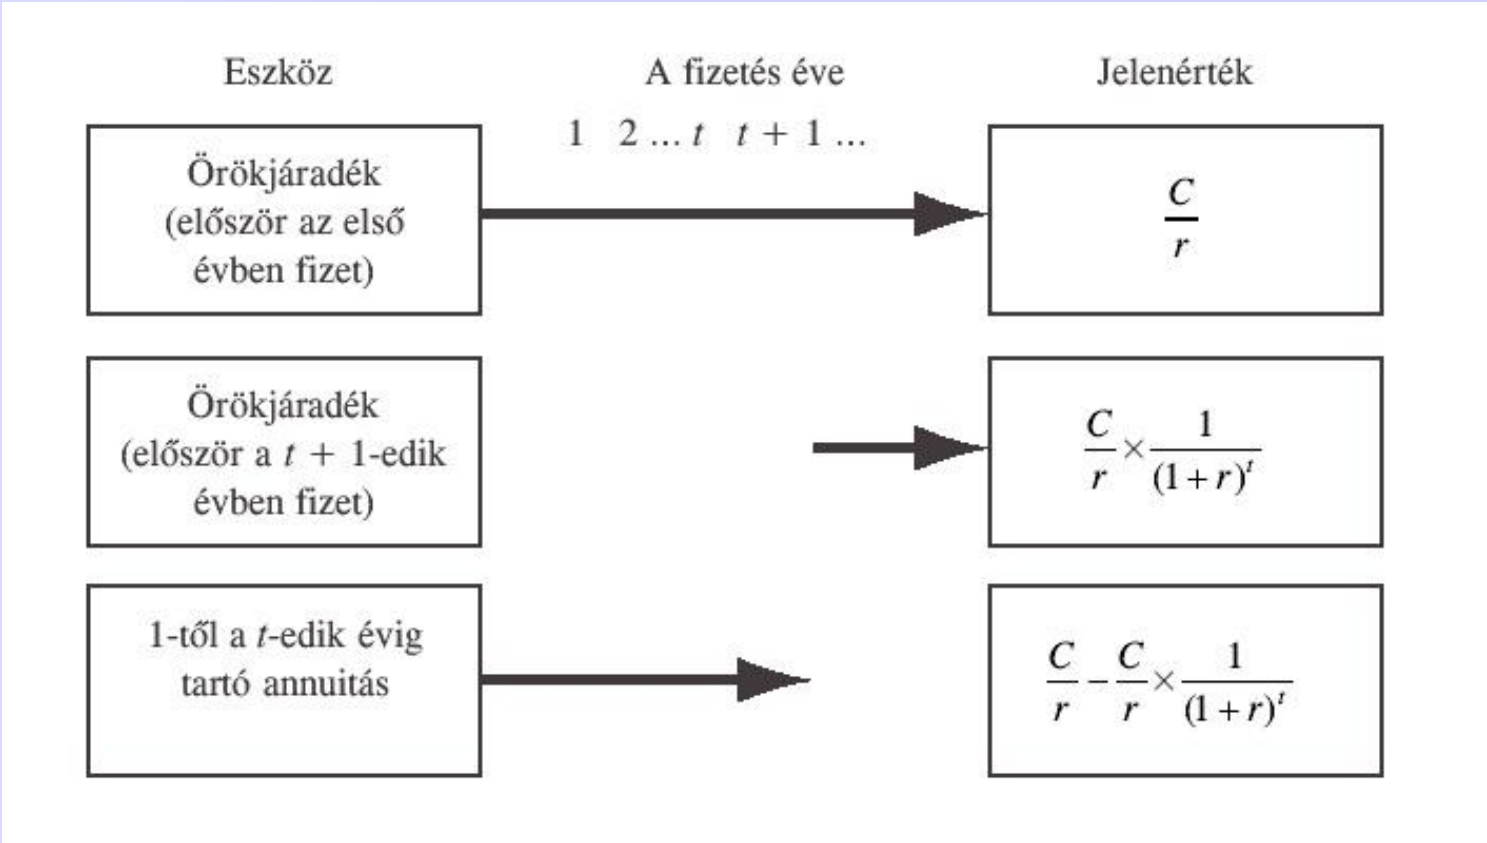 Eszköz A fizetés éve Jelenérték
1 2 ... t t + 1 ...
Örökjáradék
(először az első
évben fizet)
C/r
Örökjáradék
(először a t + 1-edik
évben fizet)
C/r × 1/(1 + r)^t
1-től a t-edik évig
tartó annuitás
C/r − C/r × 1/(1 + r)^t